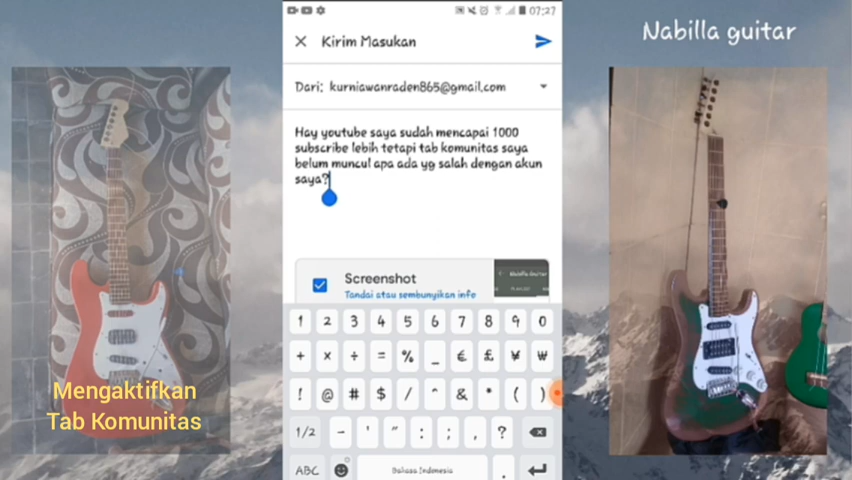 07:27
Kirim Masukan
Dari: kurniawanraden865@gmail.com
Hay youtube saya sudah mencapai 1000
subscribe lebih tetapi tab komunitas saya
belum muncul apa ada yg salah dengan akun
saya?
Screenshot
Tandai atau sembunyikan info
Nabilla Guitar
1 2 3 4 5 6 7 8 9 0
+ × ÷ = % _ € £ ¥ ₩
! @ # $ / ^ & * ( )
1/2 - ' " : ; , ?
ABC Bahasa Indonesia .
Nabilla guitar
Mengaktifkan
Tab Komunitas